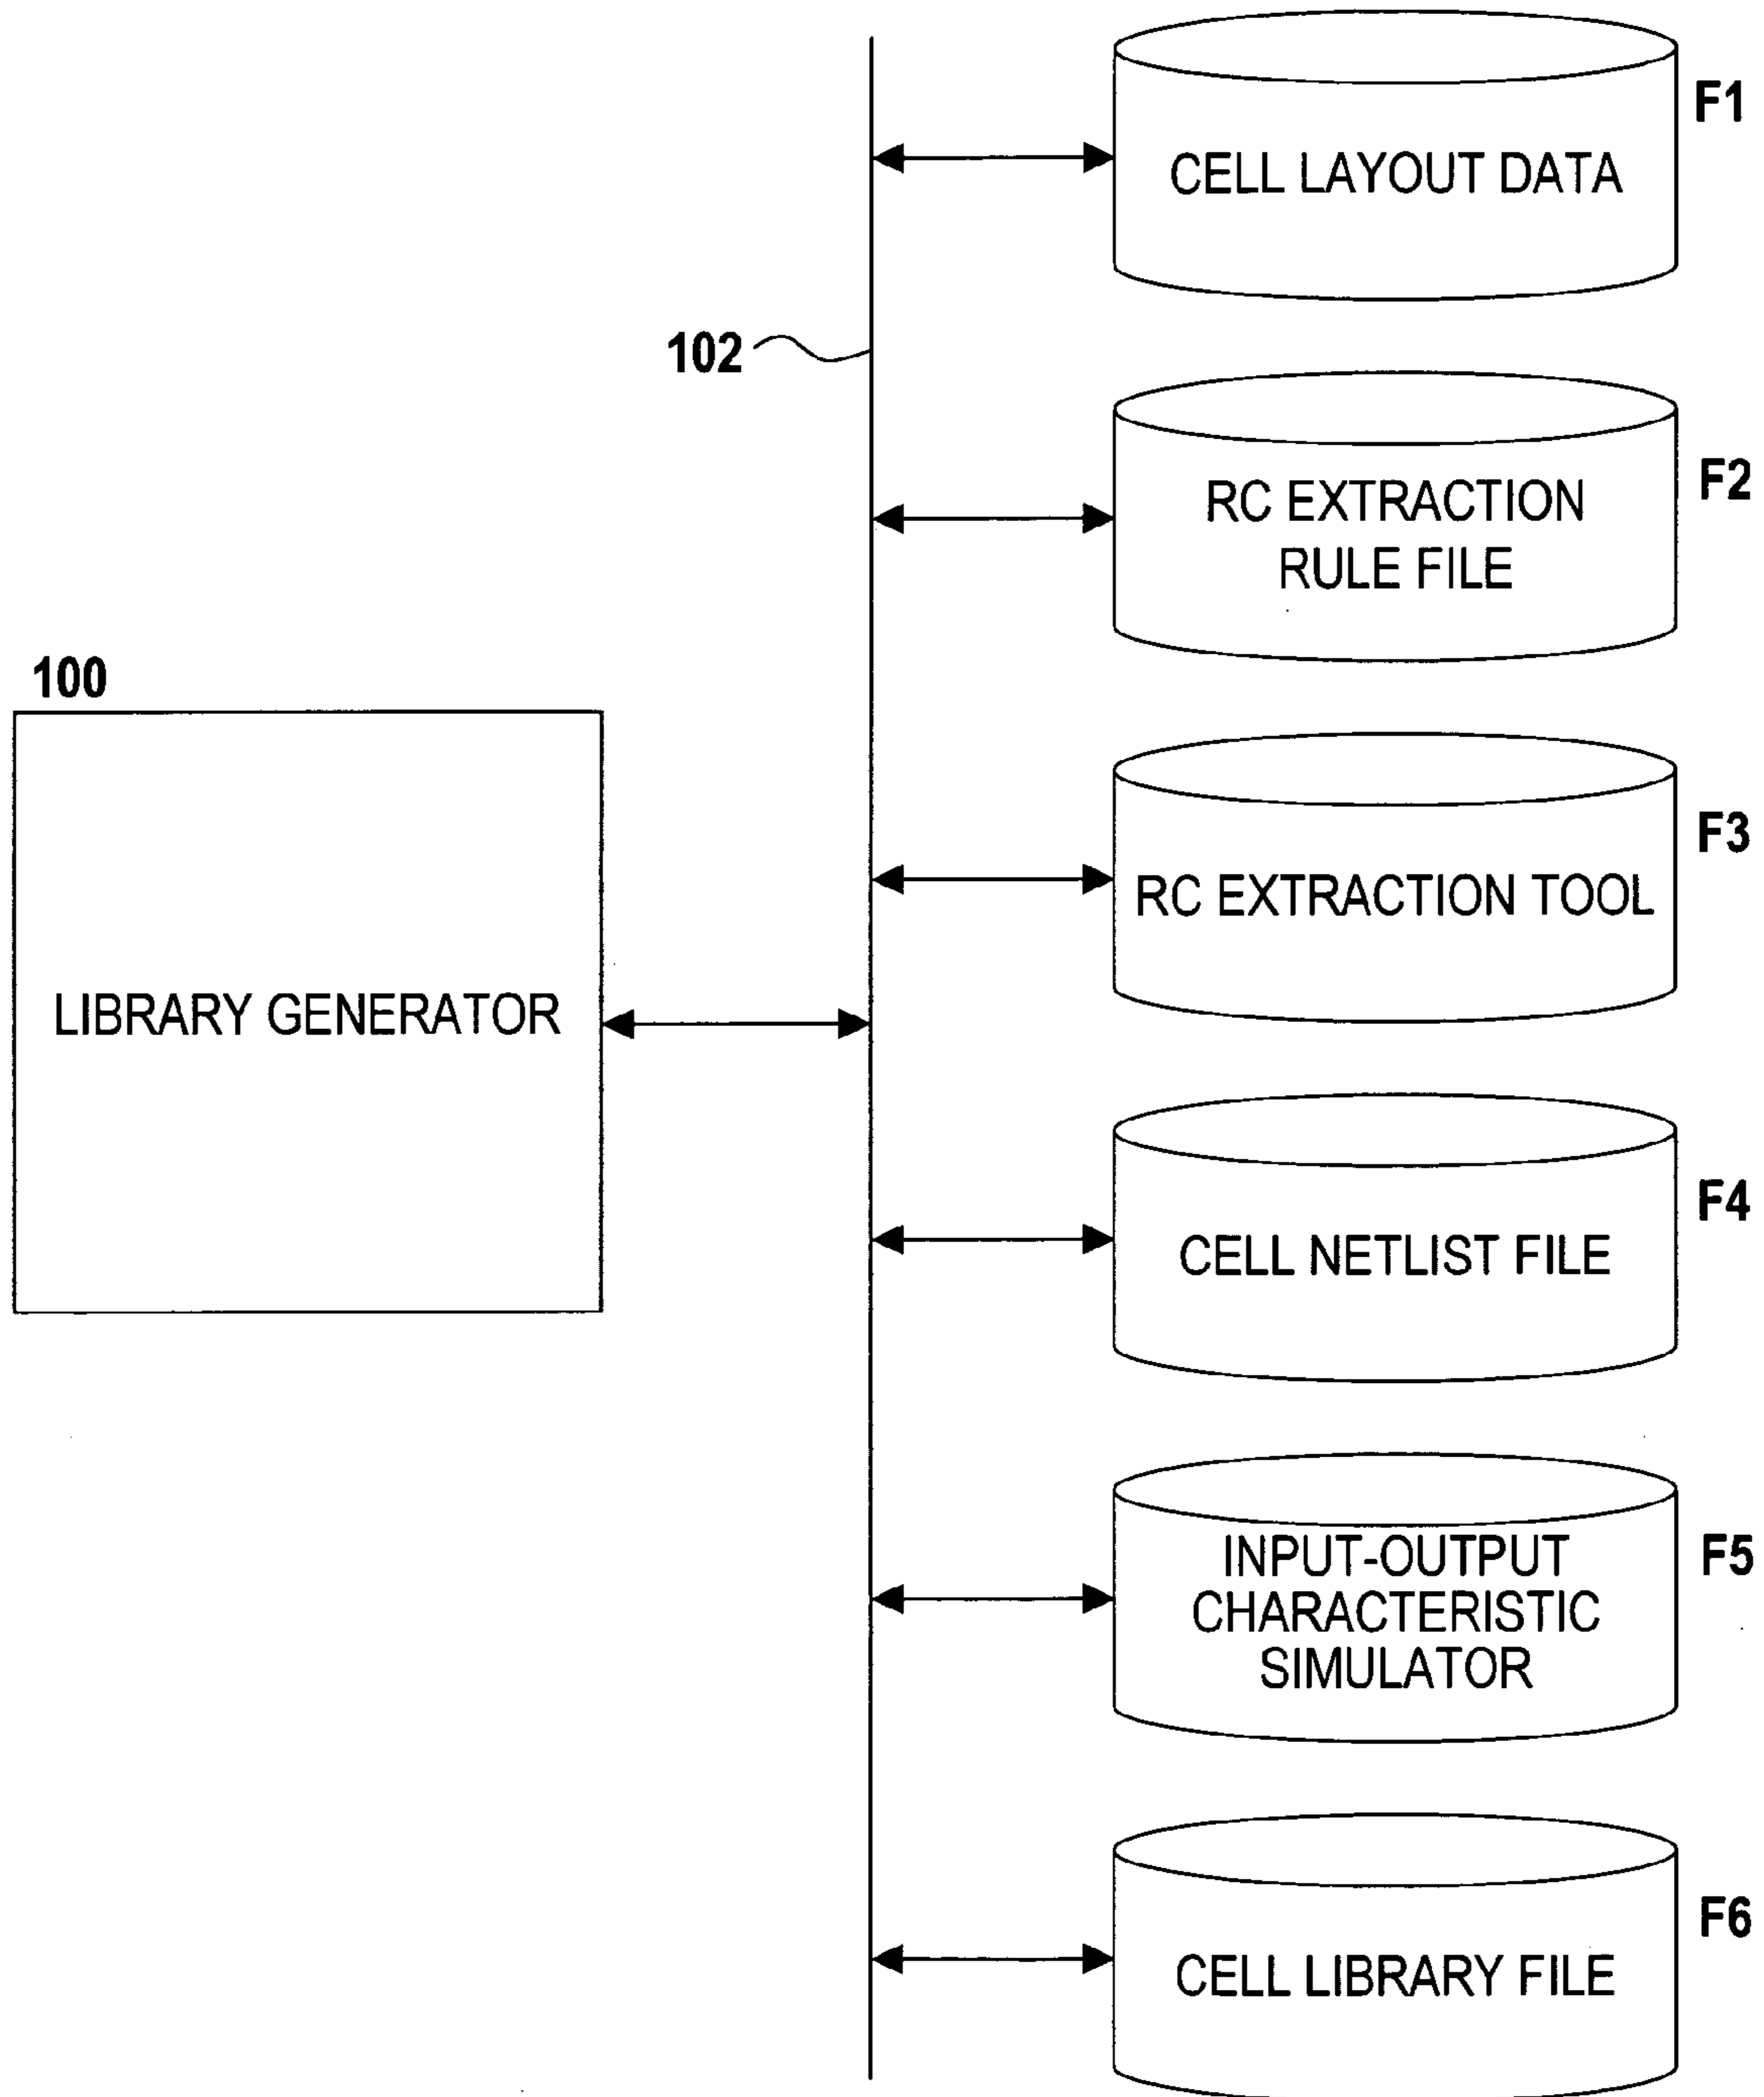 F1
CELL LAYOUT DATA
102
F2
RC EXTRACTION
RULE FILE
100
LIBRARY GENERATOR
F3
RC EXTRACTION TOOL
F4
CELL NETLIST FILE
F5
INPUT-OUTPUT
CHARACTERISTIC
SIMULATOR
F6
CELL LIBRARY FILE